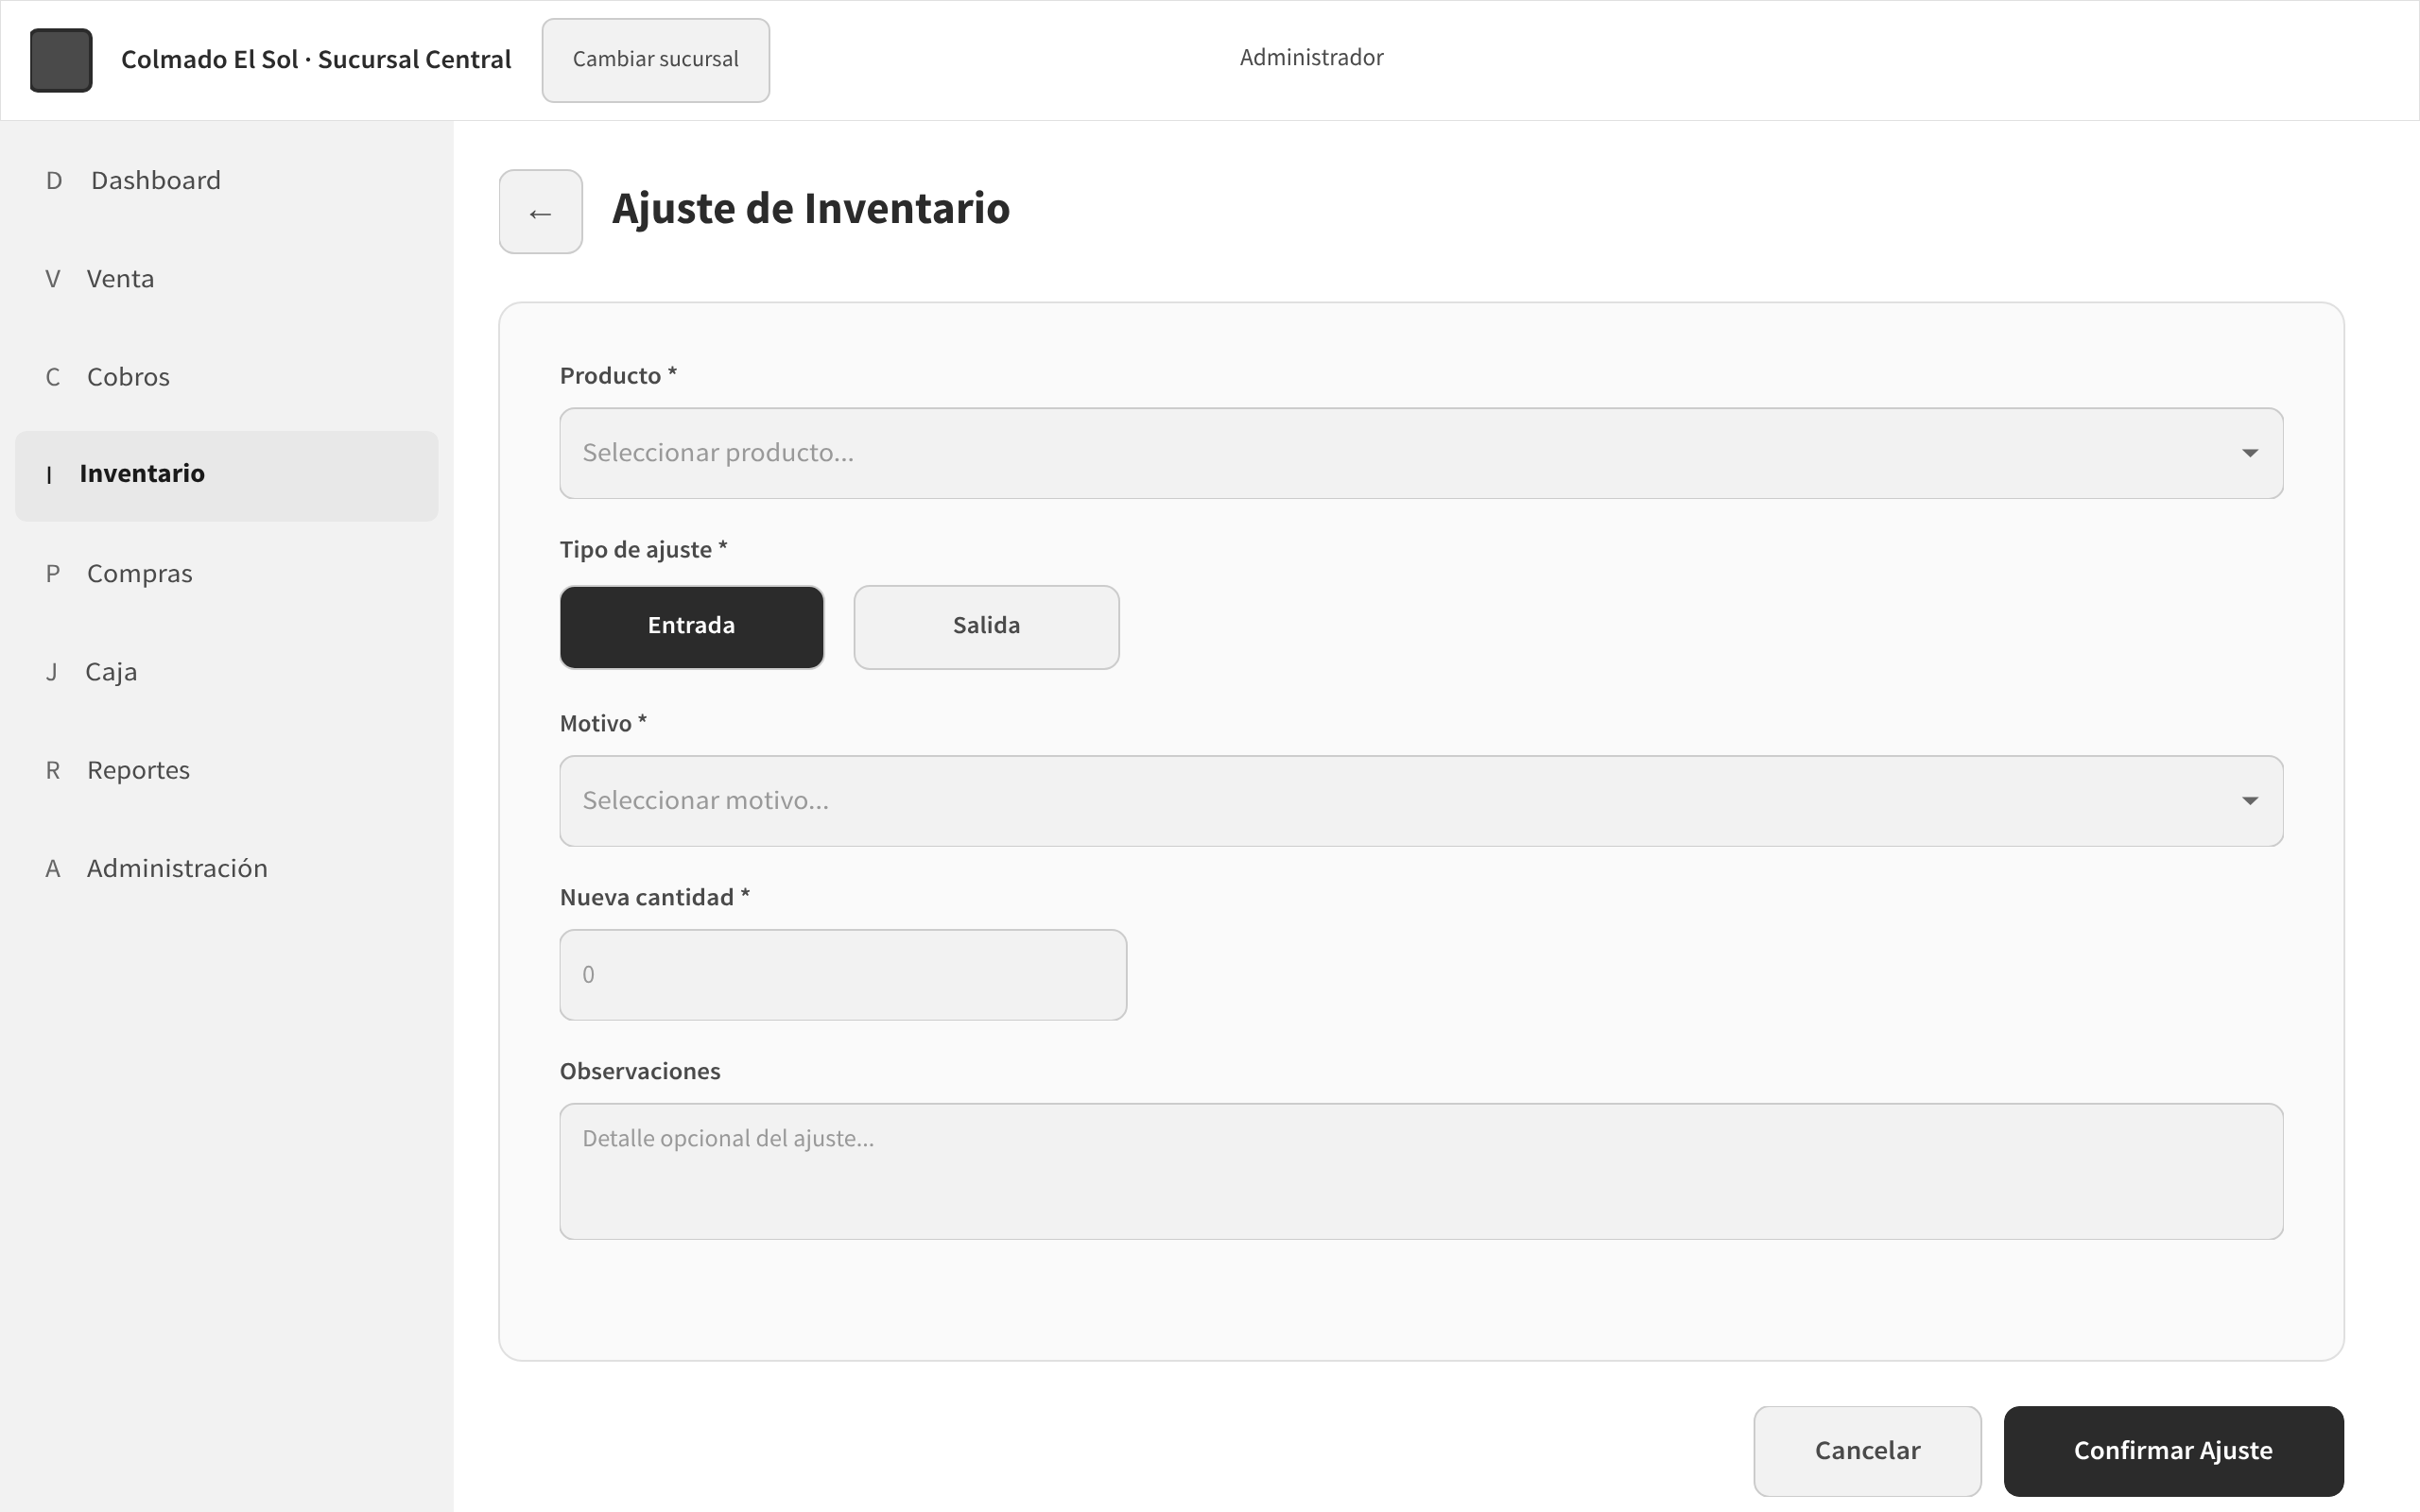 Colmado El Sol · Sucursal Central
Cambiar sucursal
Administrador
D Dashboard
V Venta
C Cobros
I Inventario
P Compras
J Caja
R Reportes
A Administración
← Ajuste de Inventario
Producto *
Seleccionar producto...
Tipo de ajuste *
Entrada
Salida
Motivo *
Seleccionar motivo...
Nueva cantidad *
0
Observaciones
Detalle opcional del ajuste...
Cancelar
Confirmar Ajuste